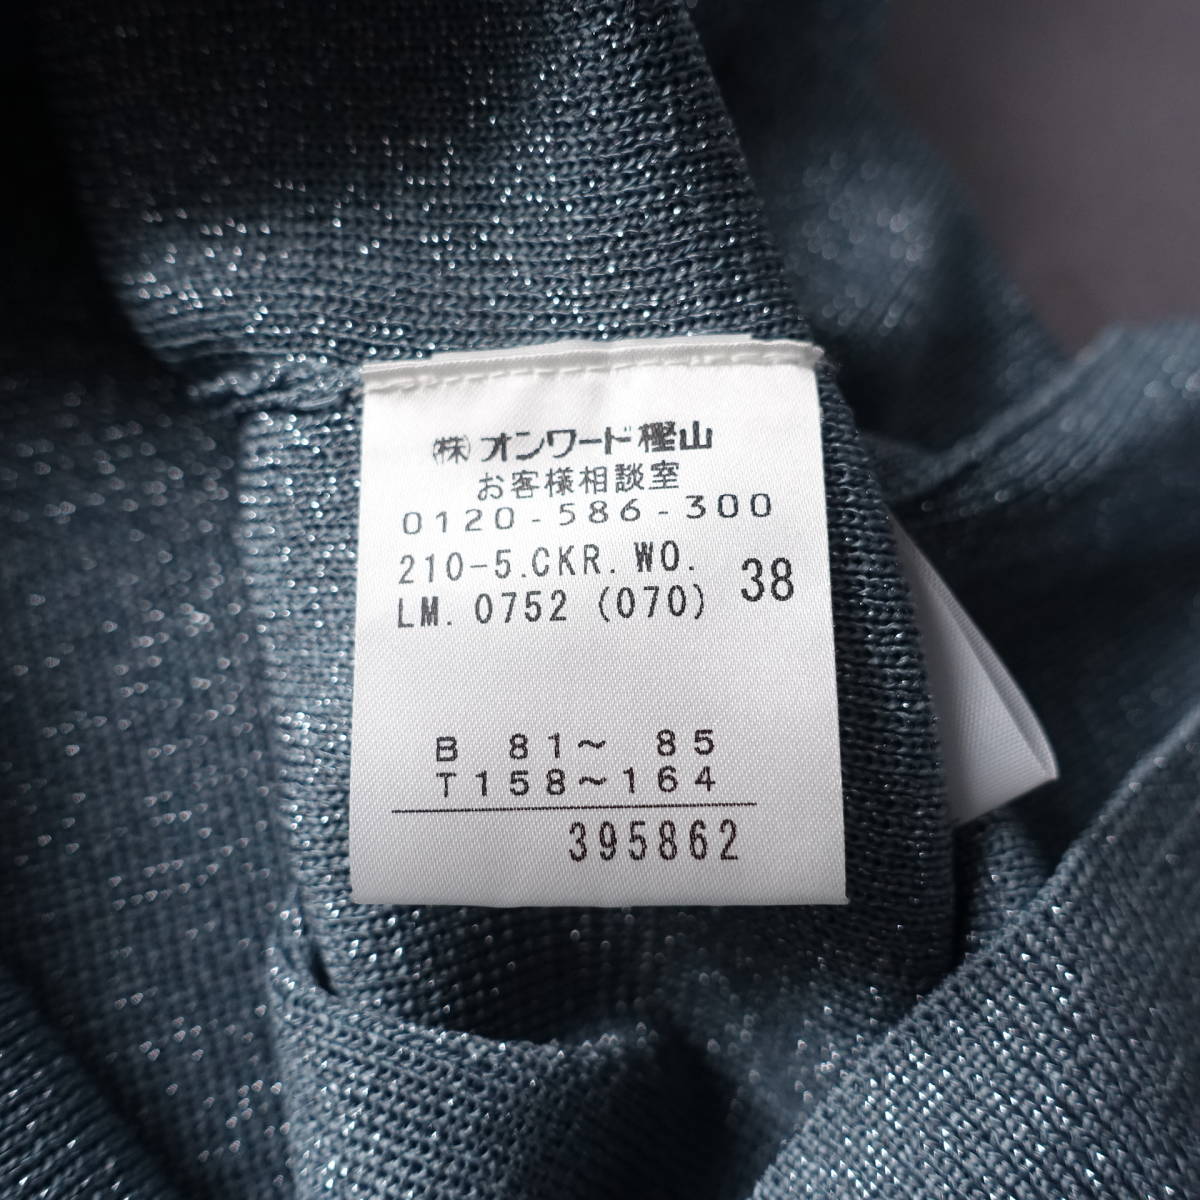 ㈱オンワード樫山
お客様相談室
0120-586-300
210-5.CKR.WO.
LM. 0752 (070) 38
B 81～ 85
T158～164
395862